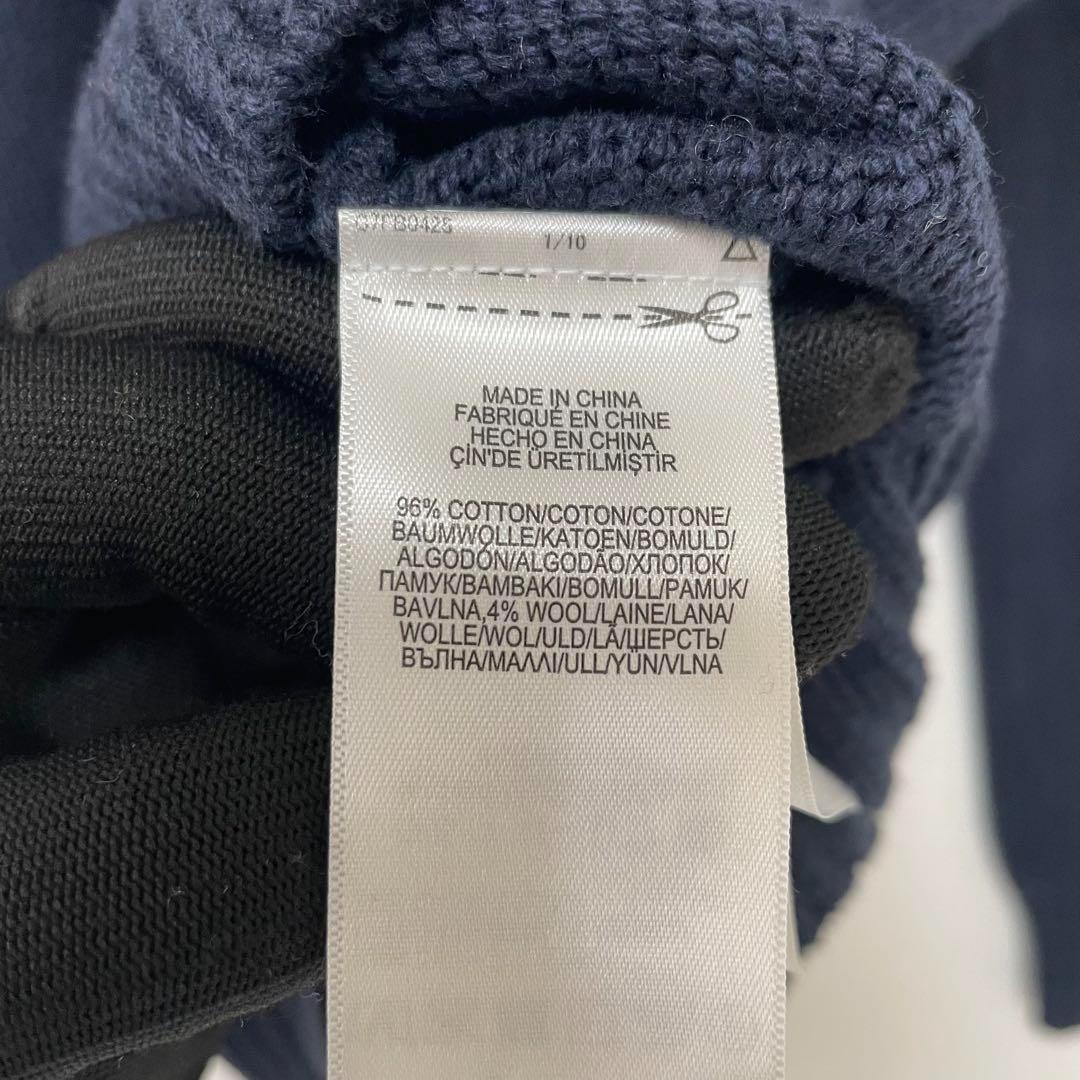 1/10
MADE IN CHINA
FABRIQUÉ EN CHINE
HECHO EN CHINA
ÇİN'DE ÜRETİLMİŞTİR
96% COTTON/COTON/COTONE/
BAUMWOLLE/KATOEN/BOMULD/
ALGODÓN/ALGODÃO/ХЛОПОК/
ПАМУК/ΒΑΜΒΑΚΙ/BOMULL/PAMUK/
BAVLNA,4% WOOL/LAINE/LANA/
WOLLE/WOL/ULD/LÃ/ШЕРСТЬ/
ВЪЛНА/ΜΑΛΛΙ/ULL/YÜN/VLNA